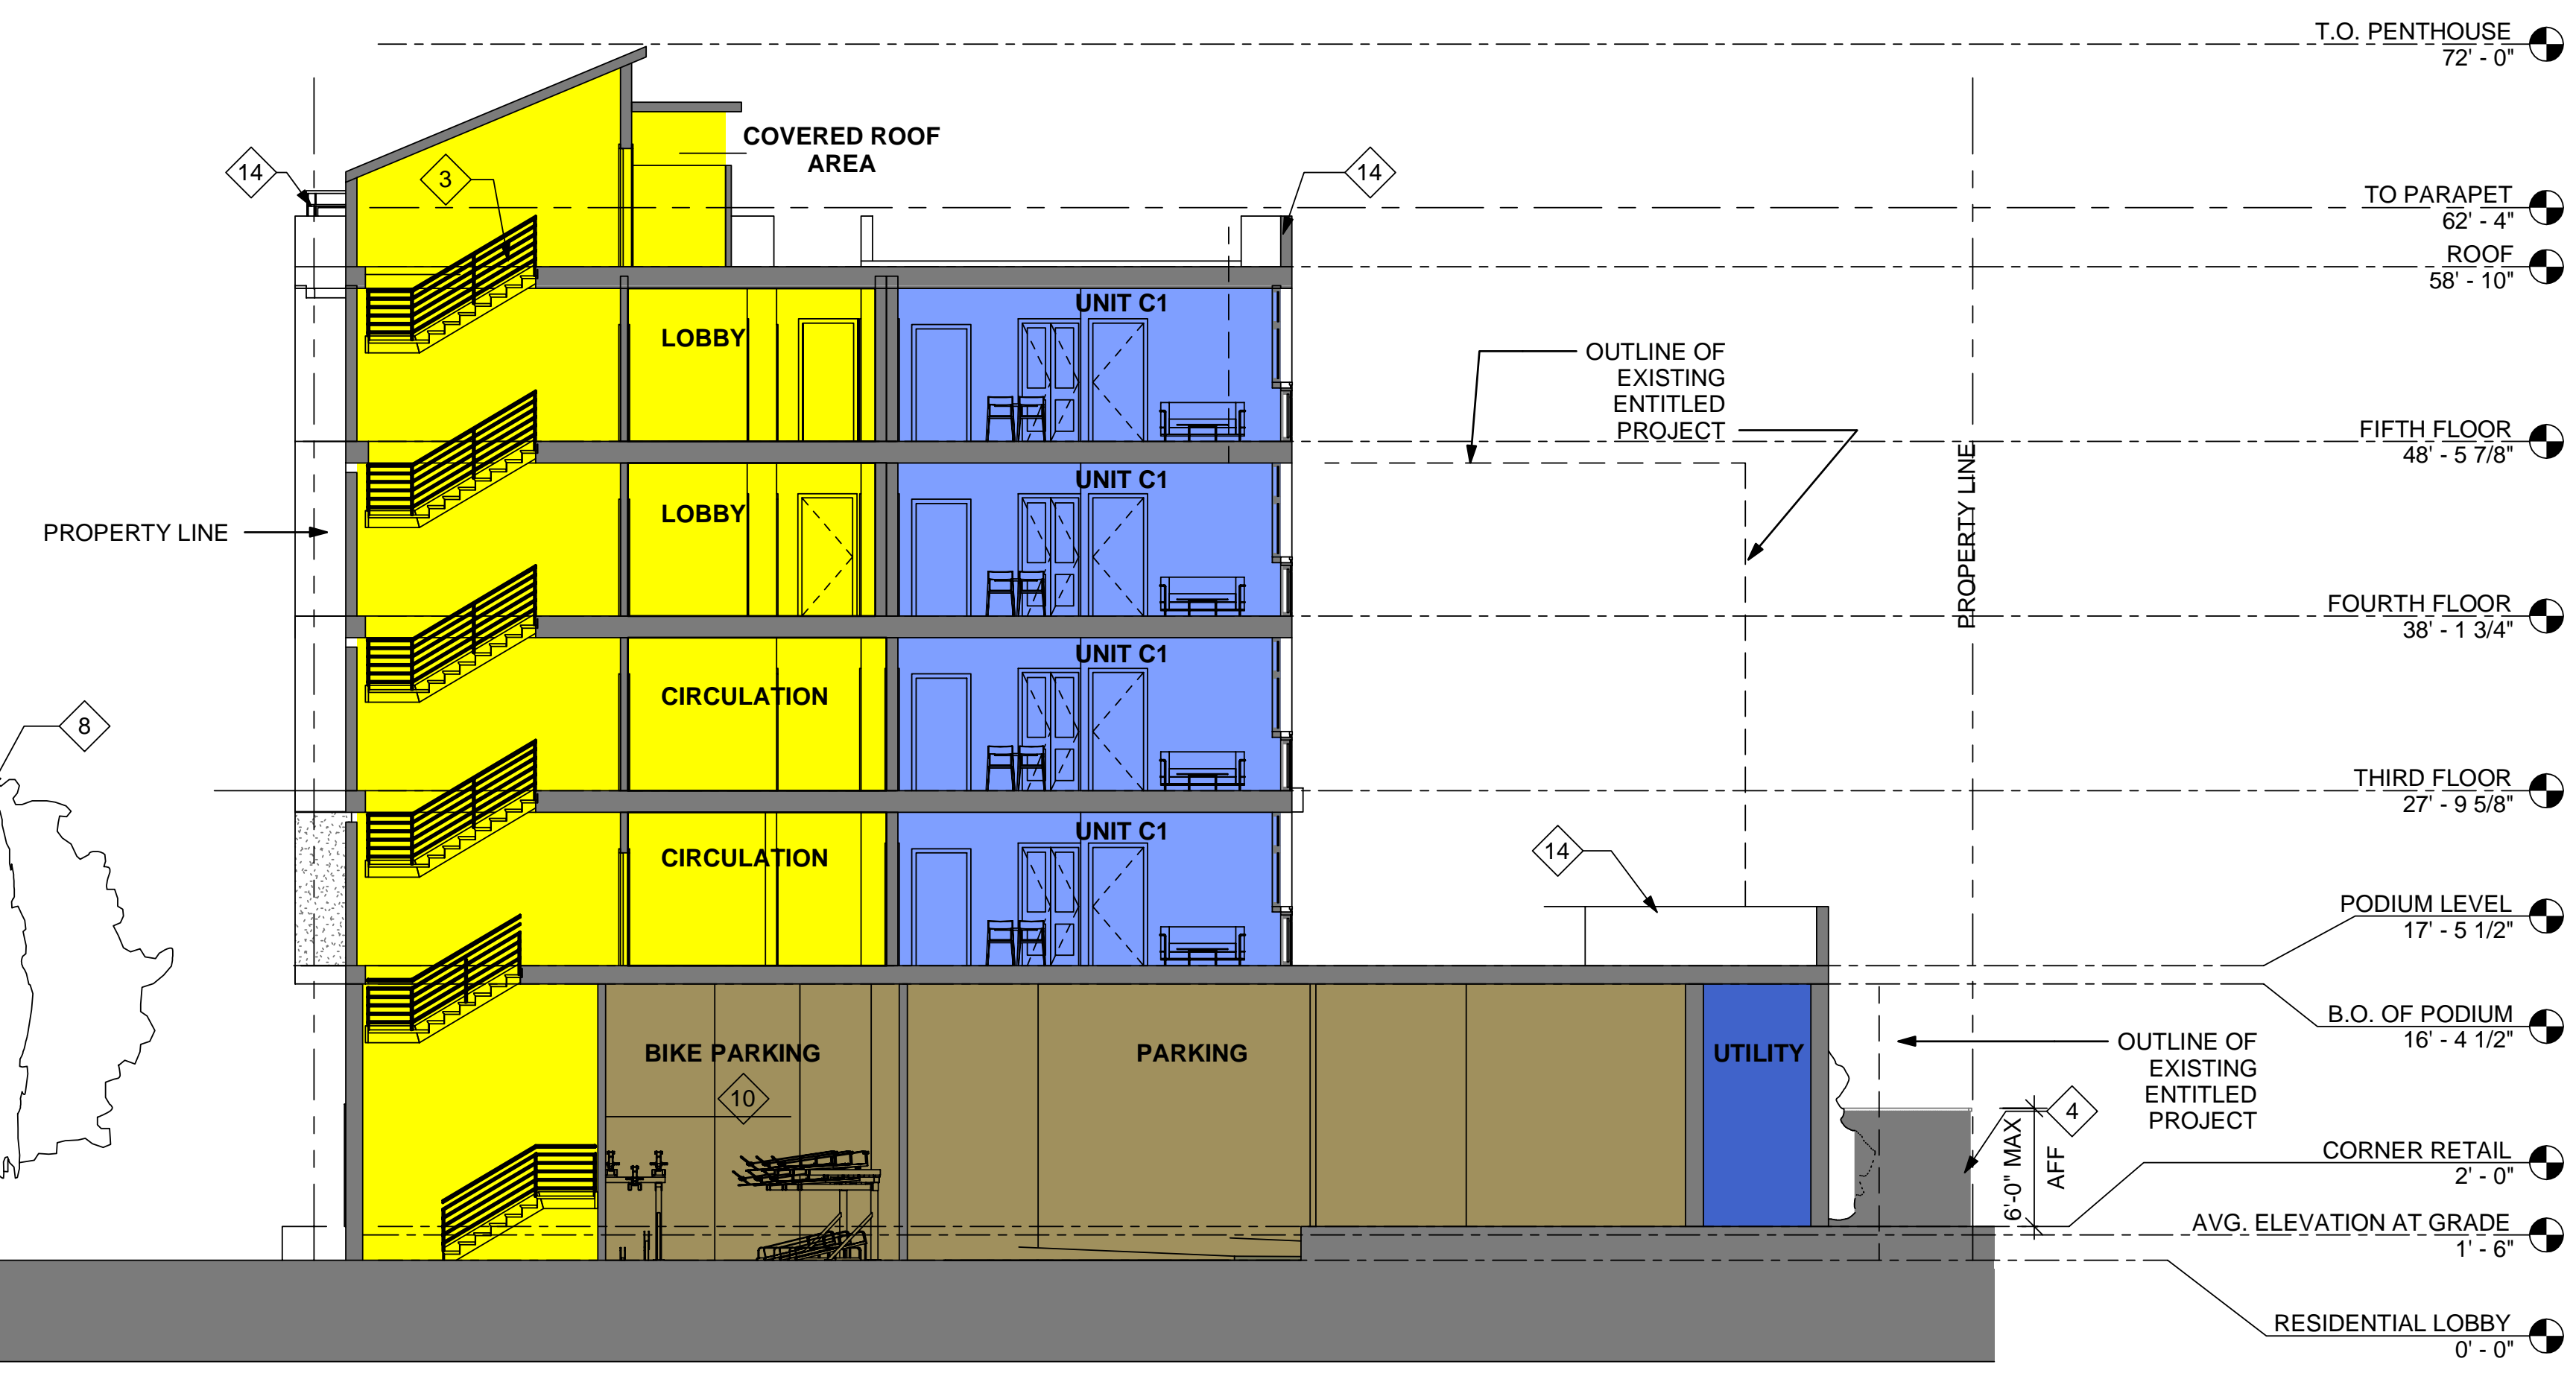 T.O. PENTHOUSE
72' - 0"
COVERED ROOF
AREA
14
3
14
TO PARAPET
62' - 4"
ROOF
58' - 10"
UNIT C1
LOBBY
OUTLINE OF
EXISTING
ENTITLED
PROJECT
FIFTH FLOOR
48' - 5 7/8"
UNIT C1
LOBBY
PROPERTY LINE
PROPERTY LINE
FOURTH FLOOR
38' - 1 3/4"
UNIT C1
CIRCULATION
8
THIRD FLOOR
27' - 9 5/8"
UNIT C1
CIRCULATION
14
PODIUM LEVEL
17' - 5 1/2"
B.O. OF PODIUM
16' - 4 1/2"
BIKE PARKING
PARKING
UTILITY
OUTLINE OF
EXISTING
ENTITLED
PROJECT
10
4
6'-0" MAX
AFF
CORNER RETAIL
2' - 0"
AVG. ELEVATION AT GRADE
1' - 6"
RESIDENTIAL LOBBY
0' - 0"